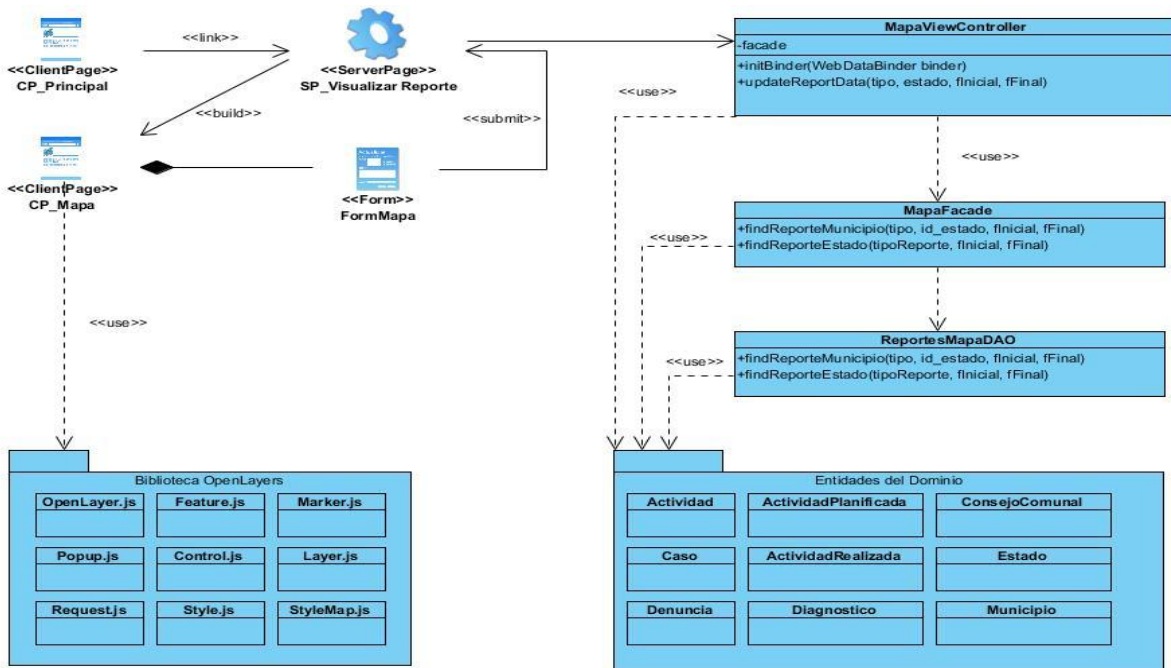 <<link>>
<<ClientPage>>
CP_Principal
<<ServerPage>>
SP_Visualizar Reporte
<<build>>
<<submit>>
<<ClientPage>>
CP_Mapa
<<Form>>
FormMapa
<<use>>
MapaViewController
-facade
+initBinder(WebDataBinder binder)
+updateReportData(tipo, estado, fInicial, fFinal)
<<use>>
<<use>>
MapaFacade
+findReporteMunicipio(tipo, id_estado, fInicial, fFinal)
+findReporteEstado(tipoReporte, fInicial, fFinal)
<<use>>
ReportesMapaDAO
+findReporteMunicipio(tipo, id_estado, fInicial, fFinal)
+findReporteEstado(tipoReporte, fInicial, fFinal)
<<use>>
Biblioteca OpenLayers
OpenLayer.js
Feature.js
Marker.js
Popup.js
Control.js
Layer.js
Request.js
Style.js
StyleMap.js
Entidades del Dominio
Actividad
ActividadPlanificada
ConsejoComunal
Caso
ActividadRealizada
Estado
Denuncia
Diagnostico
Municipio